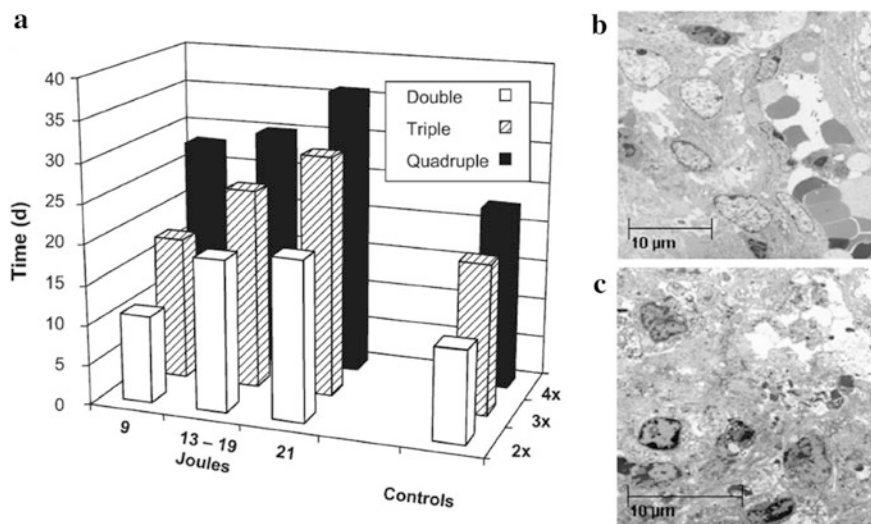 a
40
35
30
25
20
15
10
5
0
Time (d)
Double
Triple
Quadruple
9
13 – 19
21
Joules
Controls
2x
3x
4x
b
10 µm
c
10 µm